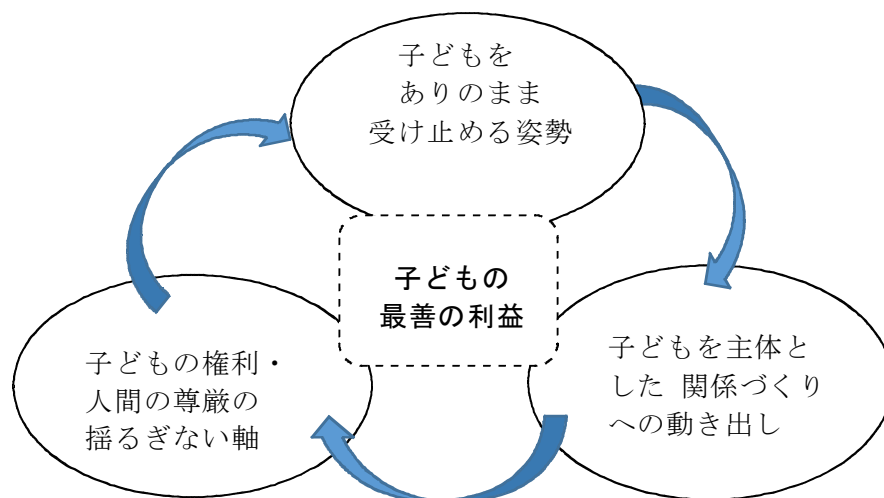 子どもを
ありのまま
受け止める姿勢
子どもの
最善の利益
子どもの権利・
人間の尊厳の
揺るぎない軸
子どもを主体と
した 関係づくり
への動き出し